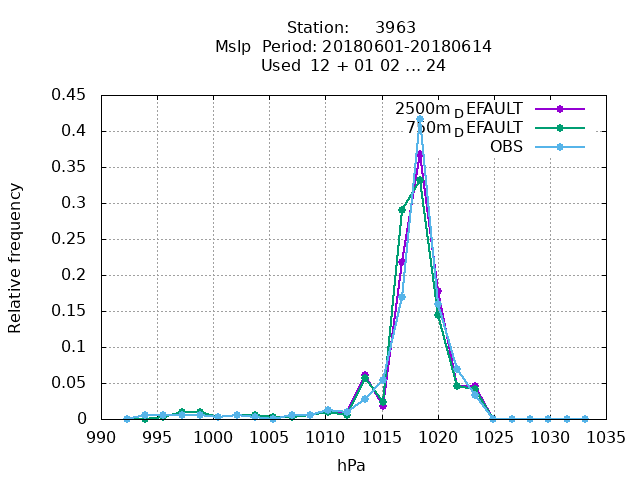 Station: 3963
Mslp Period: 20180601-20180614
Used 12 + 01 02 ... 24
0.45
0.4
0.35
0.3
0.25
0.2
0.15
0.1
0.05
0
2500m_DEFAULT
750m_DEFAULT
OBS
Relative frequency
990 995 1000 1005 1010 1015 1020 1025 1030 1035
hPa